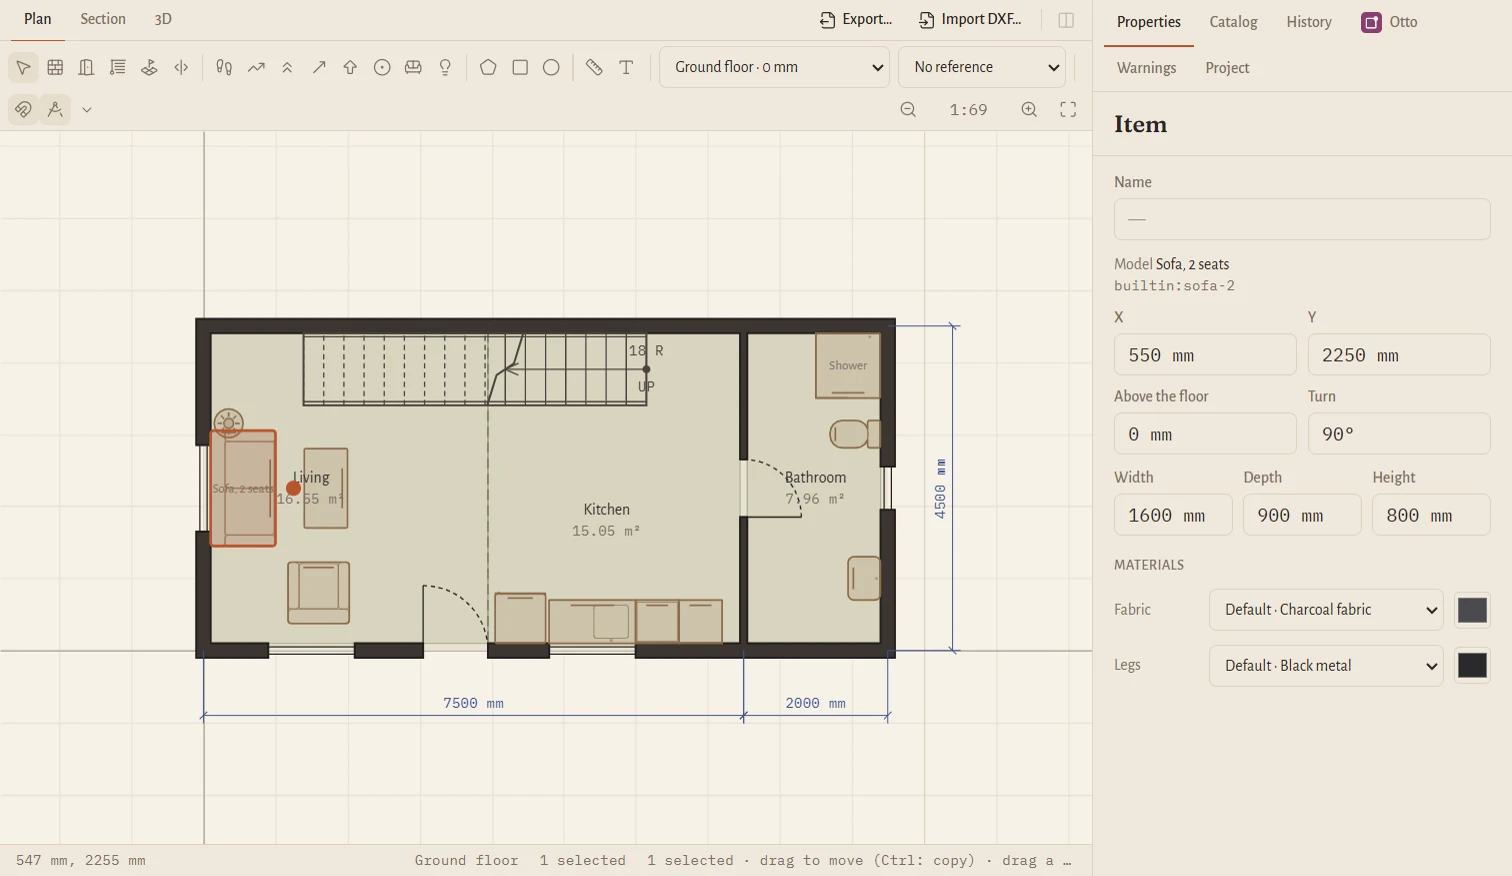 Plan
Section
3D
Export...
Import DXF...
Ground floor · 0 mm
No reference
1:69
Properties
Catalog
History
Otto
Warnings
Project
Item
Name
—
Model Sofa, 2 seats
builtin:sofa-2
X
Y
550 mm
2250 mm
Above the floor
Turn
0 mm
90°
Width
Depth
Height
1600 mm
900 mm
800 mm
MATERIALS
Fabric
Default · Charcoal fabric
Legs
Default · Black metal
18 R
UP
Shower
Living
16.55 m²
Sofa, 2 seats
Kitchen
15.05 m²
Bathroom
7.96 m²
4500 mm
7500 mm
2000 mm
547 mm, 2255 mm
Ground floor
1 selected
1 selected · drag to move (Ctrl: copy) · drag a …